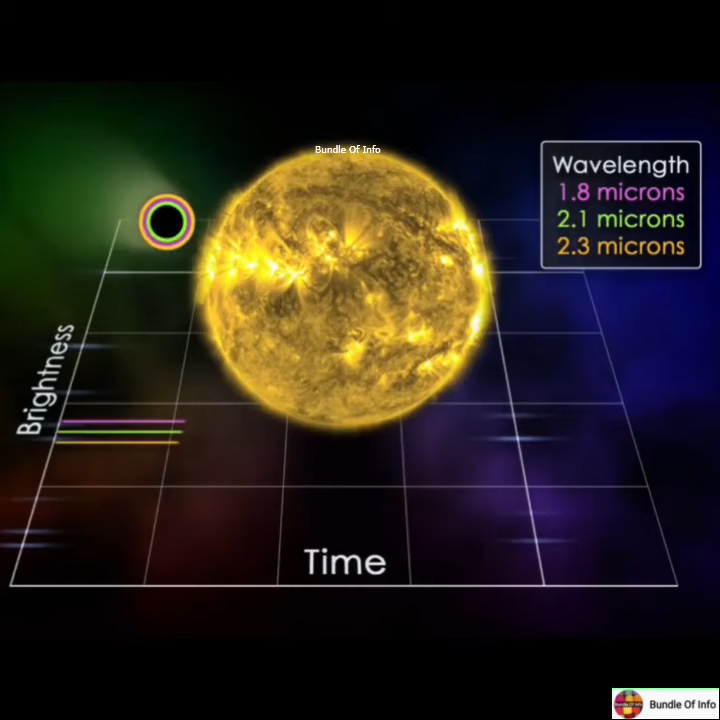 Bundle Of Info
Wavelength
1.8 microns
2.1 microns
2.3 microns
Brightness
Time
Bundle Of Info